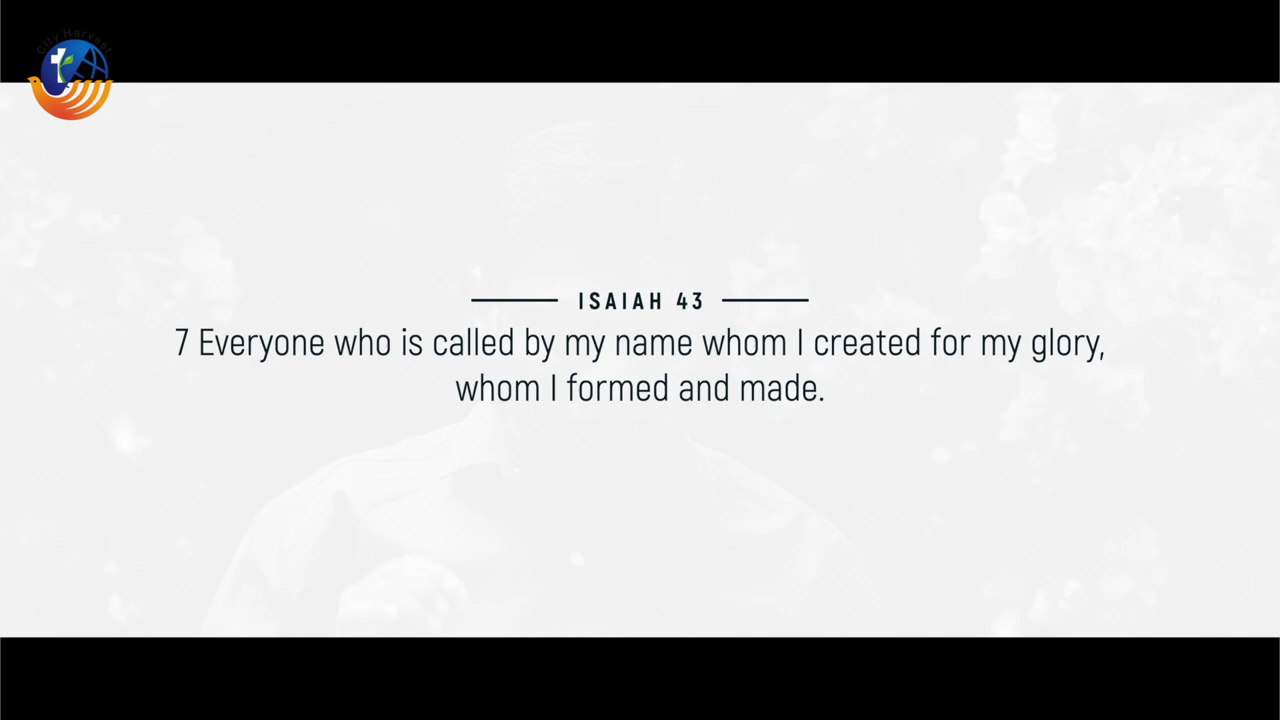 City Harvest
ISAIAH 43
7 Everyone who is called by my name whom I created for my glory,
whom I formed and made.